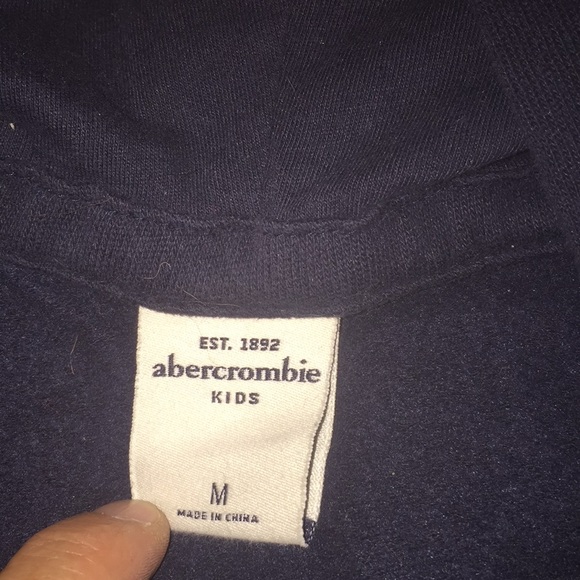 EST. 1892
abercrombie
KIDS
M
MADE IN CHINA